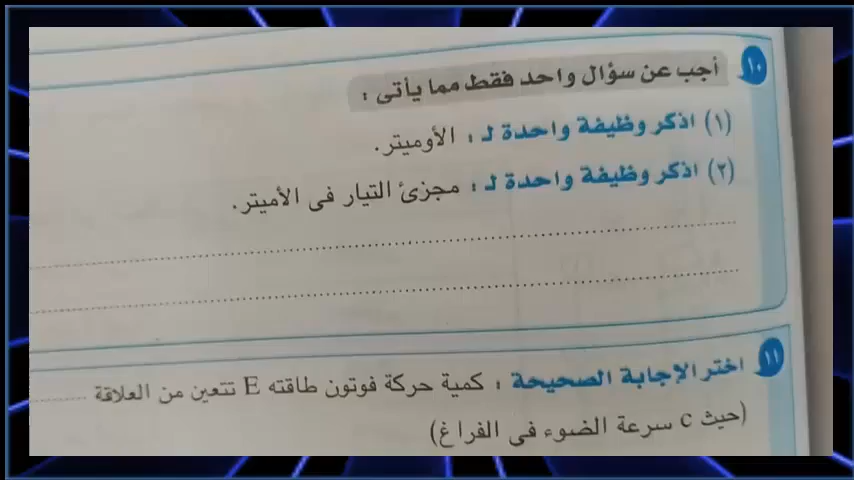 ١٠ أجب عن سؤال واحد فقط مما يأتى :
(١) اذكر وظيفة واحدة لـ : الأوميتر.
(٢) اذكر وظيفة واحدة لـ : مجزئ التيار فى الأميتر.
١١ اختر الإجابة الصحيحة : كمية حركة فوتون طاقته E تتعين من العلاقة ..........
(حيث c سرعة الضوء فى الفراغ)